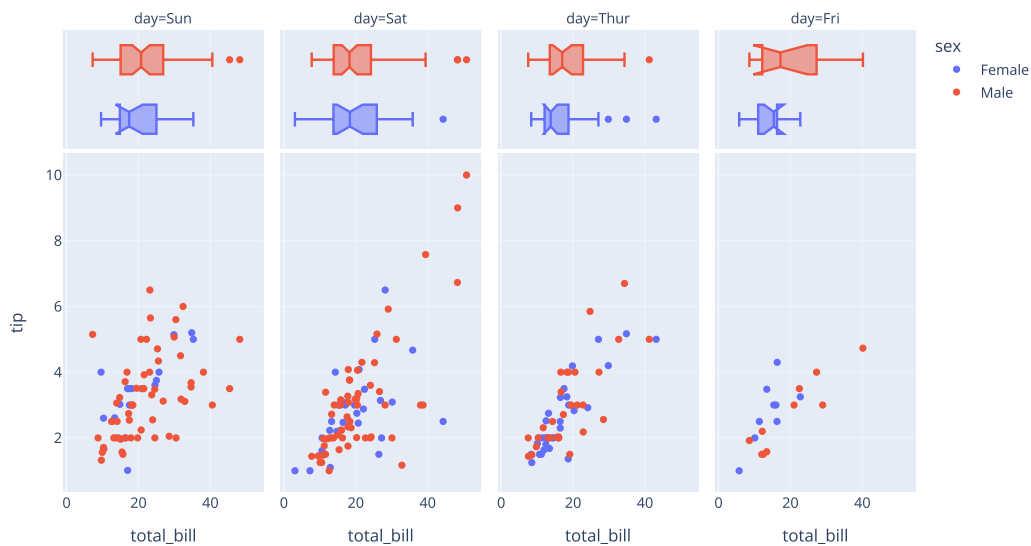 day=Sun
day=Sat
day=Thur
day=Fri
sex
Female
Male
tip
10
8
6
4
2
0 20 40
0 20 40
0 20 40
0 20 40
total_bill
total_bill
total_bill
total_bill